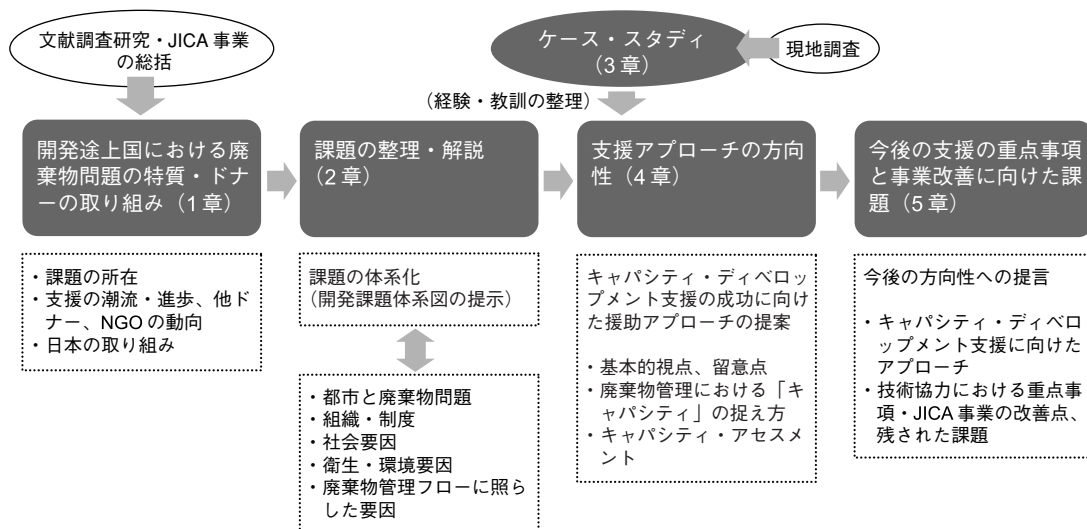 文献調査研究・JICA 事業
の総括
ケース・スタディ
（3 章）
現地調査
（経験・教訓の整理）
開発途上国における廃
棄物問題の特質・ドナ
ーの取り組み（1 章）
課題の整理・解説
（2 章）
支援アプローチの方向
性（4 章）
今後の支援の重点事項
と事業改善に向けた課
題（5 章）
・課題の所在
・支援の潮流・進歩、他ド
ナー、NGO の動向
・日本の取り組み
課題の体系化
（開発課題体系図の提示）
・都市と廃棄物問題
・組織・制度
・社会要因
・衛生・環境要因
・廃棄物管理フローに照ら
した要因
キャパシティ・ディベロッ
プメント支援の成功に向け
た援助アプローチの提案
・基本的視点、留意点
・廃棄物管理における「キ
ャパシティ」の捉え方
・キャパシティ・アセスメ
ント
今後の方向性への提言
・キャパシティ・ディベロ
ップメント支援に向けた
アプローチ
・技術協力における重点事
項・JICA 事業の改善点、
残された課題